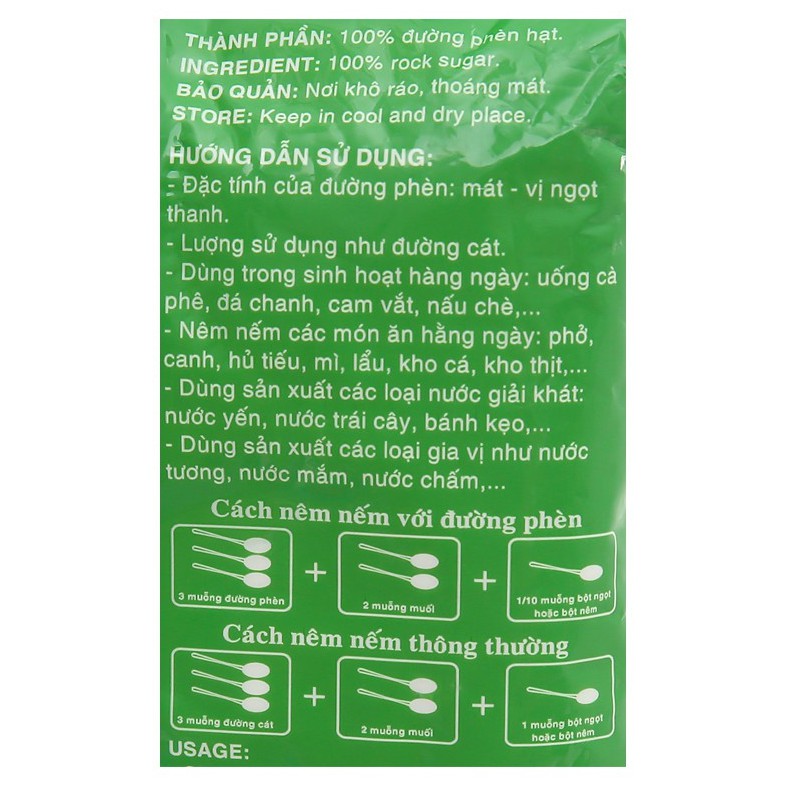 THÀNH PHẦN: 100% đường phèn hạt.
INGREDIENT: 100% rock sugar.
BẢO QUẢN: Nơi khô ráo, thoáng mát.
STORE: Keep in cool and dry place.
HƯỚNG DẪN SỬ DỤNG:
- Đặc tính của đường phèn: mát - vị ngọt
thanh.
- Lượng sử dụng như đường cát.
- Dùng trong sinh hoạt hàng ngày: uống cà
phê, đá chanh, cam vắt, nấu chè,...
- Nêm nếm các món ăn hằng ngày: phở,
canh, hủ tiếu, mì, lẩu, kho cá, kho thịt,...
- Dùng sản xuất các loại nước giải khát:
nước yến, nước trái cây, bánh kẹo,...
- Dùng sản xuất các loại gia vị như nước
tương, nước mắm, nước chấm,...
Cách nêm nếm với đường phèn
3 muỗng đường phèn
+
2 muỗng muối
+
1/10 muỗng bột ngọt
hoặc bột nêm
Cách nêm nếm thông thường
3 muỗng đường cát
+
2 muỗng muối
+
1 muỗng bột ngọt
hoặc bột nêm
USAGE: